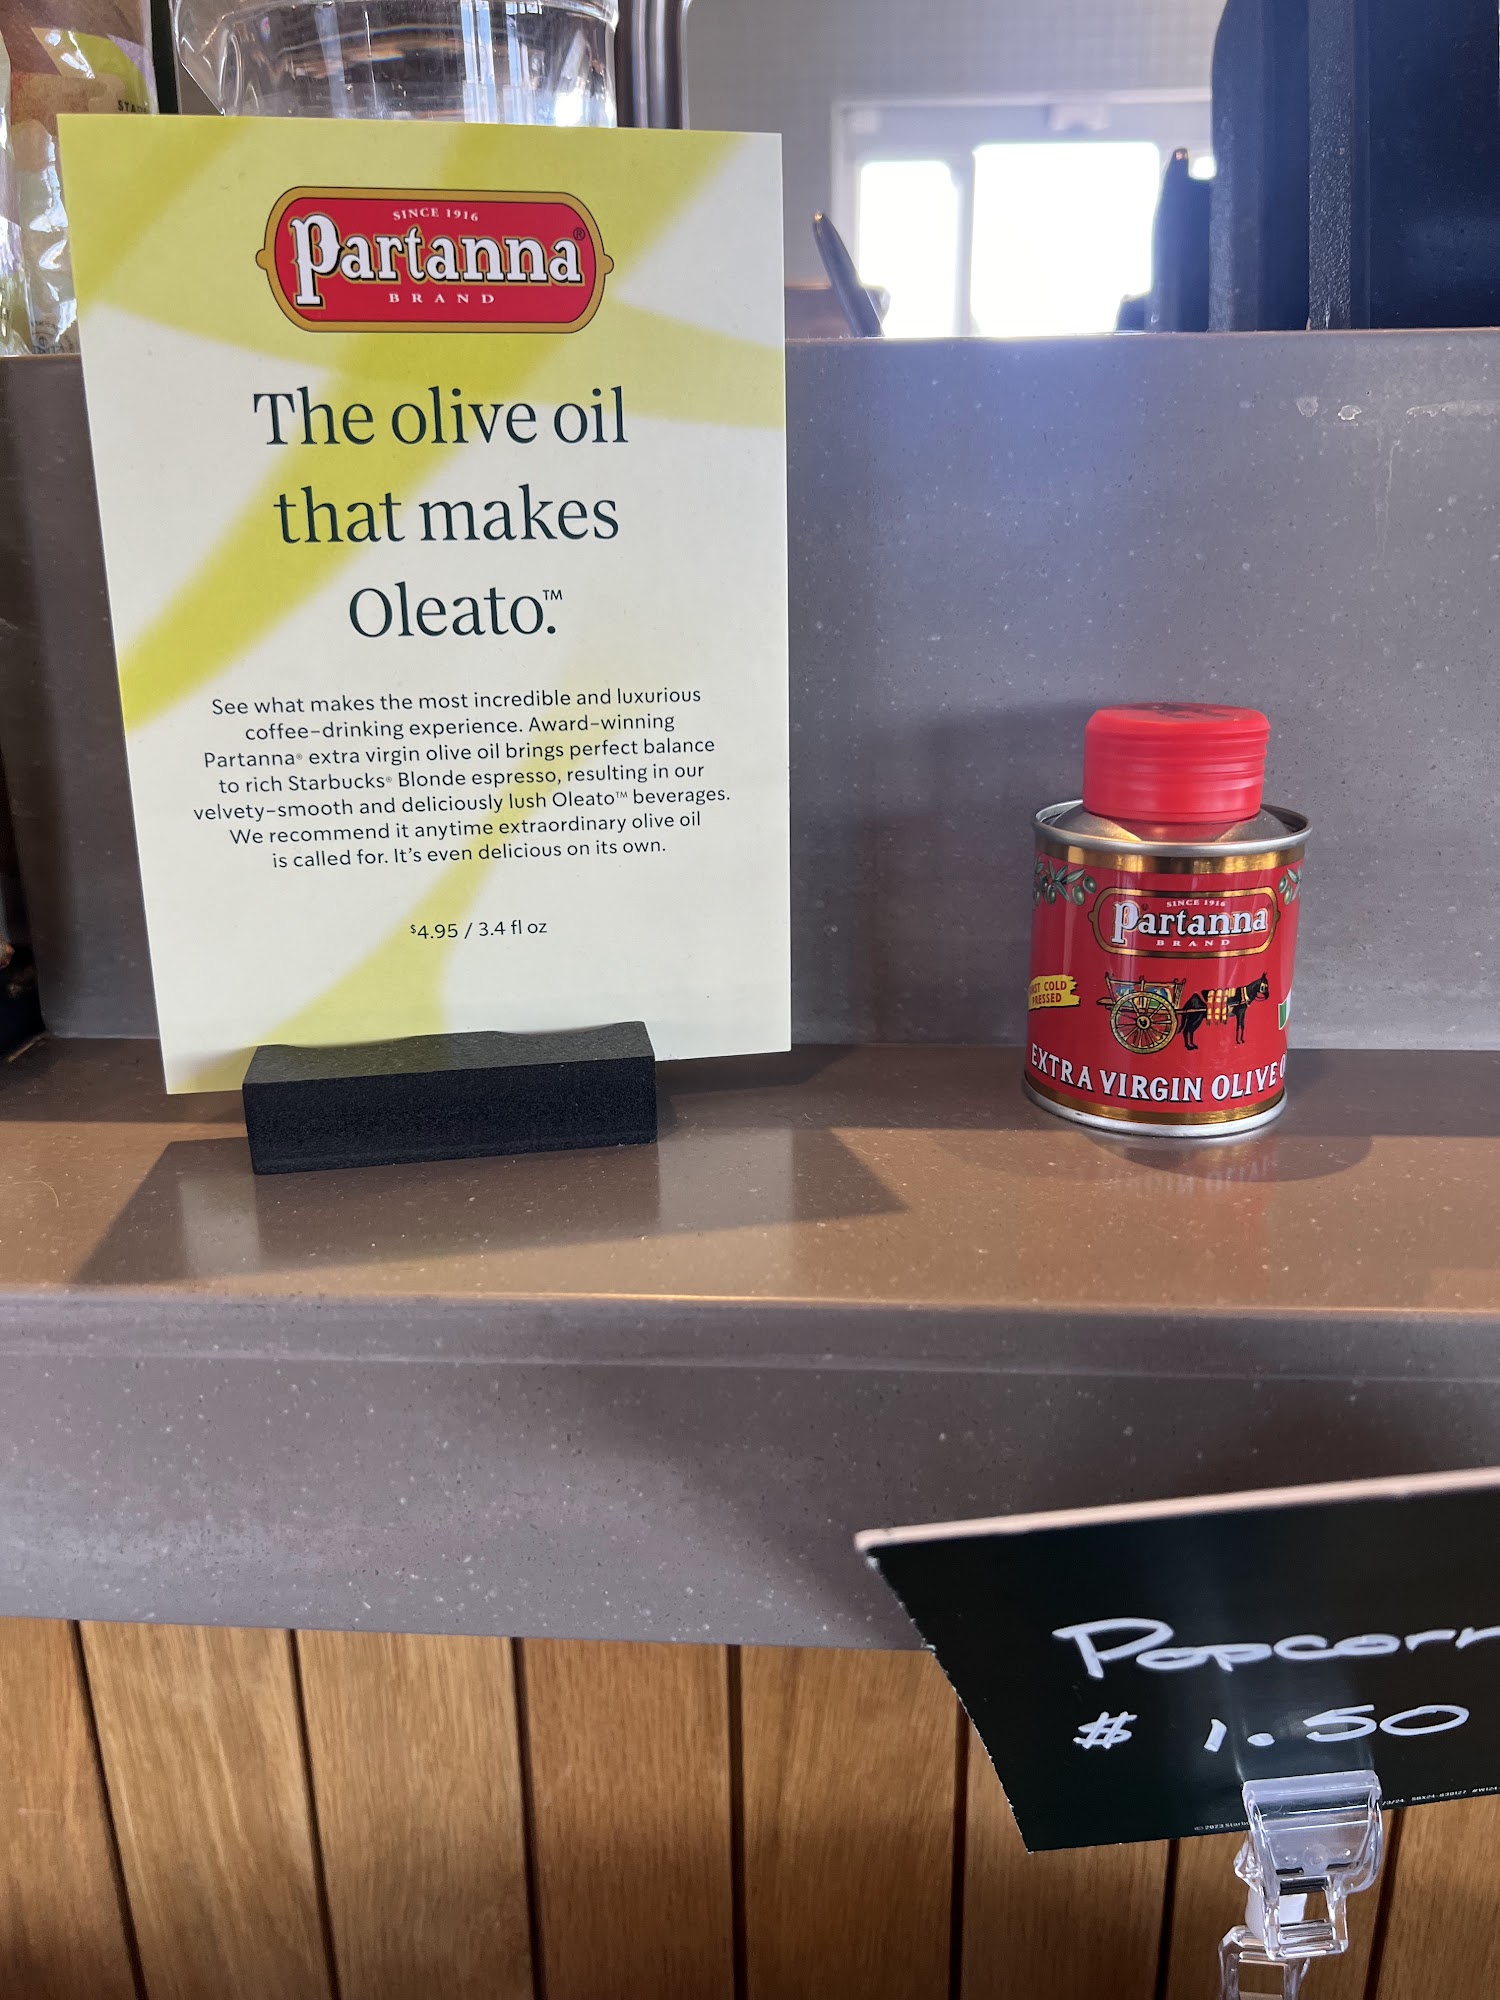 SINCE 1916
Partanna®
BRAND
The olive oil
that makes
Oleato.™
See what makes the most incredible and luxurious
coffee-drinking experience. Award-winning
Partanna® extra virgin olive oil brings perfect balance
to rich Starbucks® Blonde espresso, resulting in our
velvety-smooth and deliciously lush Oleato™ beverages.
We recommend it anytime extraordinary olive oil
is called for. It's even delicious on its own.
$4.95 / 3.4 fl oz
SINCE 1916
Partanna
BRAND
COLD
PRESSED
EXTRA VIRGIN OLIVE
Popcorn
$ 1.50
© 2023